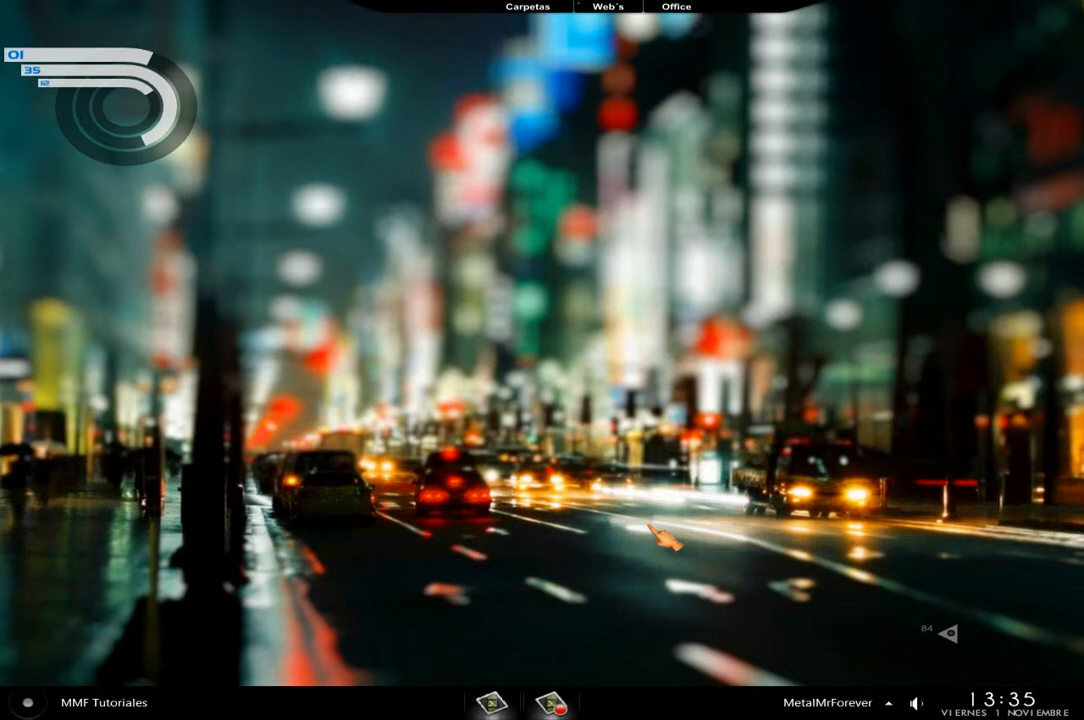 Carpetas Web´s Office
01
35
12
84
MMF Tutoriales
MetalMrForever
13:35
VIERNES 1 NOVIEMBRE